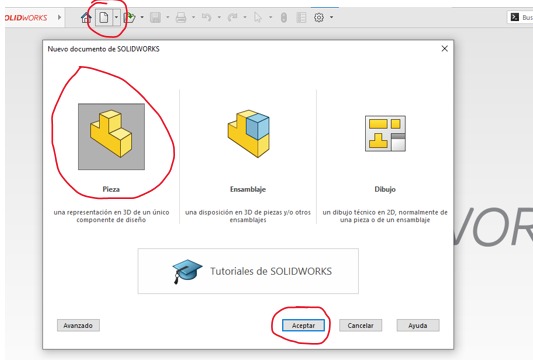 OLIDWORKS
Bus
Nuevo documento de SOLIDWORKS
Pieza
Ensamblaje
Dibujo
una representación en 3D de un único
componente de diseño
una disposición en 3D de piezas y/o otros
ensamblajes
un dibujo técnico en 2D, normalmente de
una pieza o de un ensamblaje
WOR
Tutoriales de SOLIDWORKS
Avanzado
Aceptar
Cancelar
Ayuda